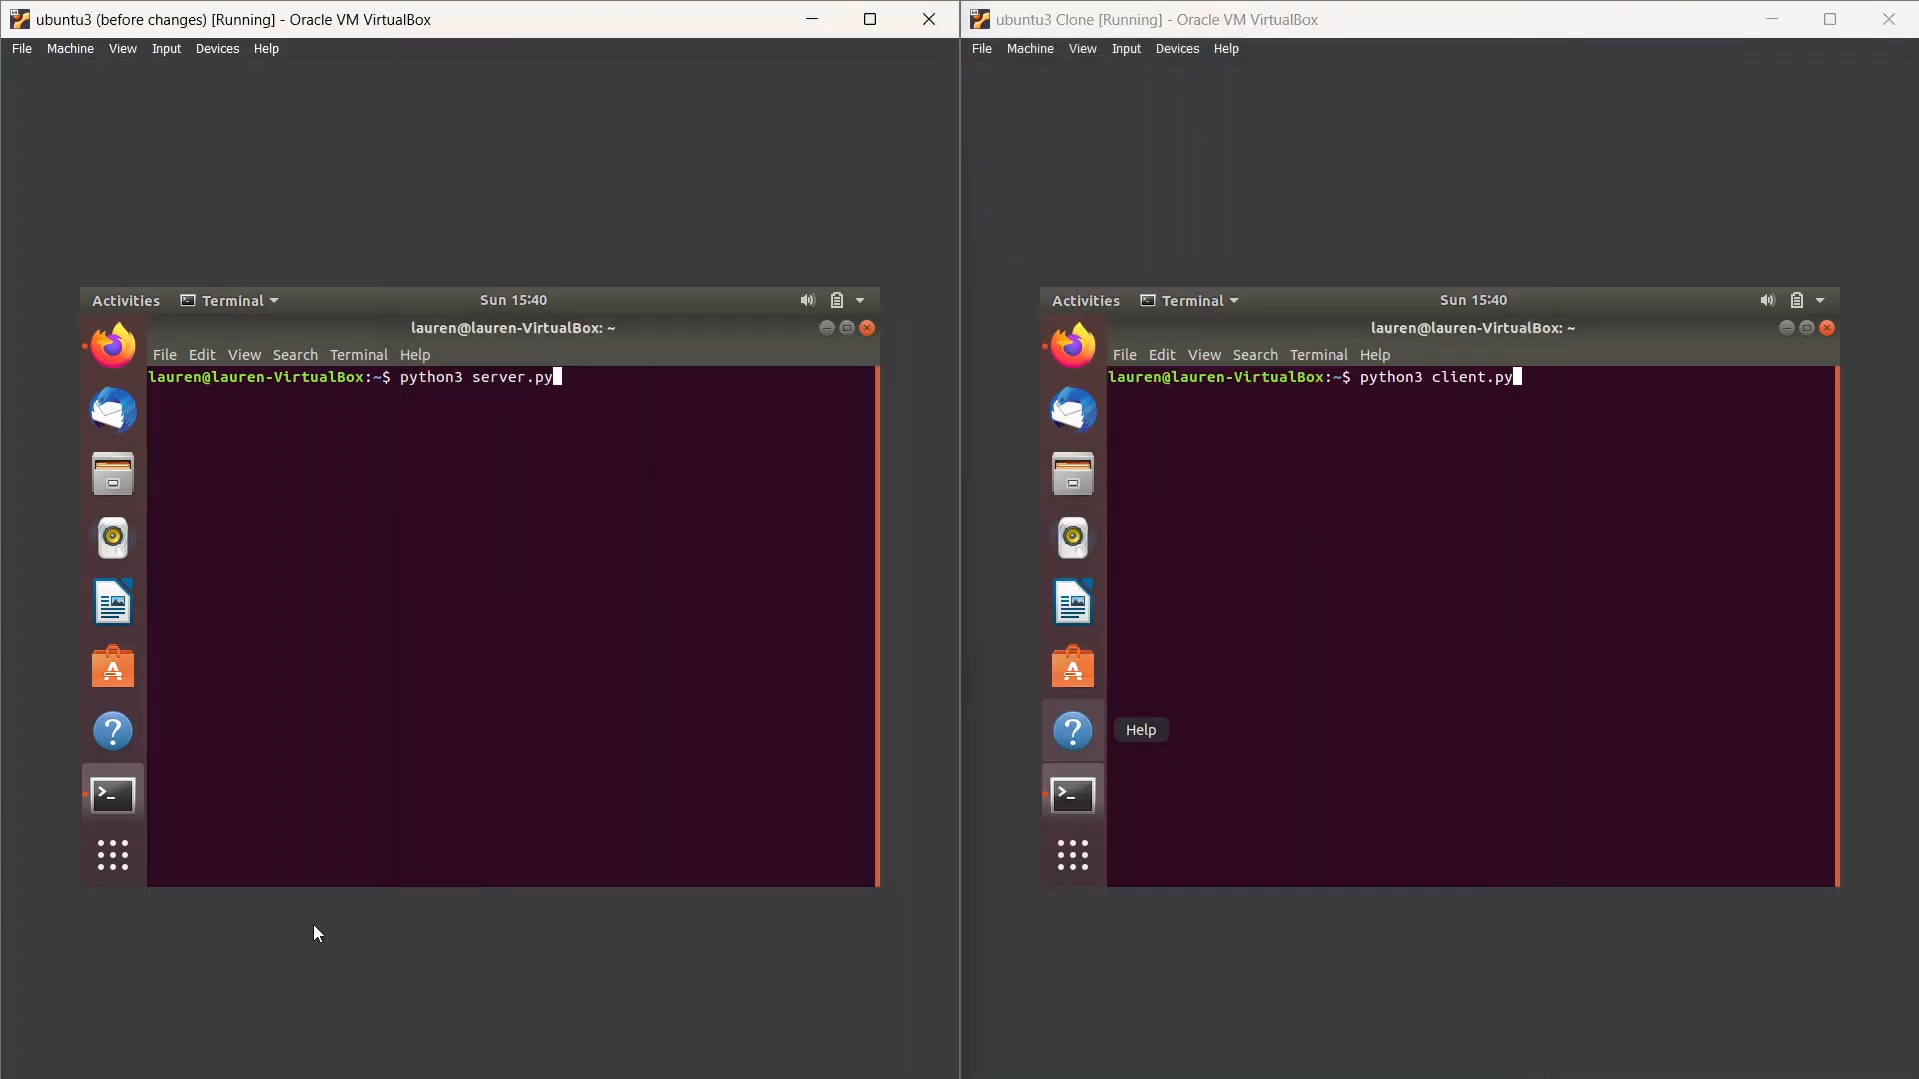 ubuntu3 (before changes) [Running] - Oracle VM VirtualBox
File Machine View Input Devices Help
Activities Terminal Sun 15:40
lauren@lauren-VirtualBox: ~
File Edit View Search Terminal Help
lauren@lauren-VirtualBox:~$ python3 server.py
ubuntu3 Clone [Running] - Oracle VM VirtualBox
File Machine View Input Devices Help
Activities Terminal Sun 15:40
lauren@lauren-VirtualBox: ~
File Edit View Search Terminal Help
lauren@lauren-VirtualBox:~$ python3 client.py
Help